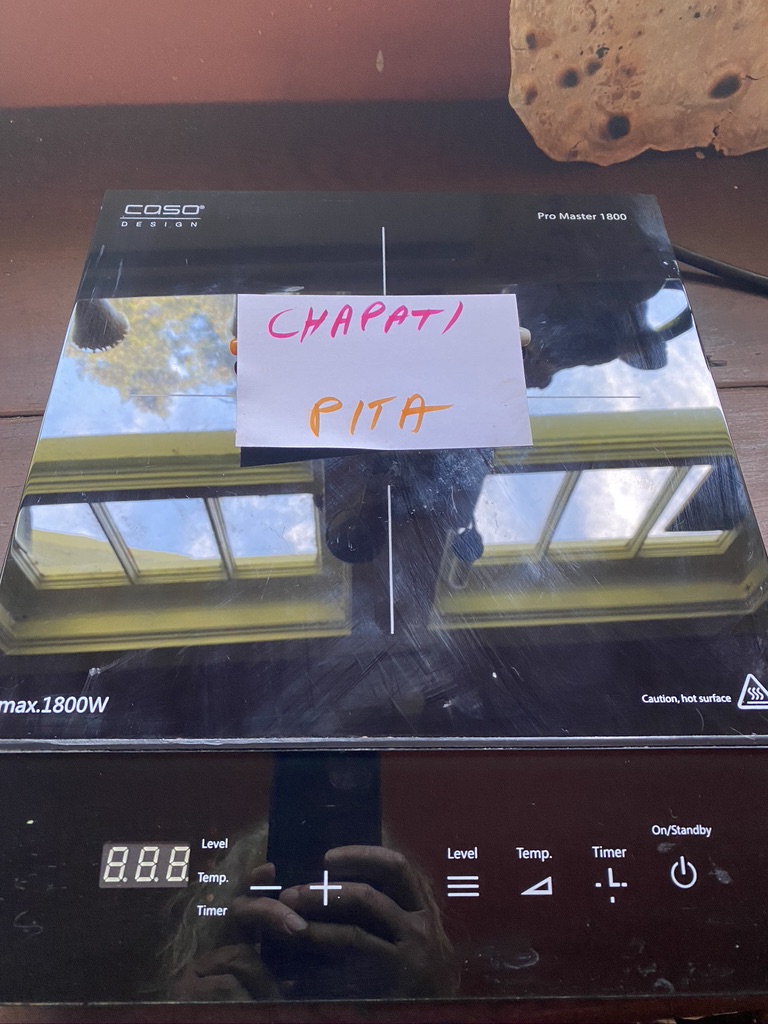 caso®
DESIGN
Pro Master 1800
CHAPATI
PITA
max.1800W
Caution, hot surface
On/Standby
Level
Temp.
Timer
8.8.8
Level
Temp.
Timer